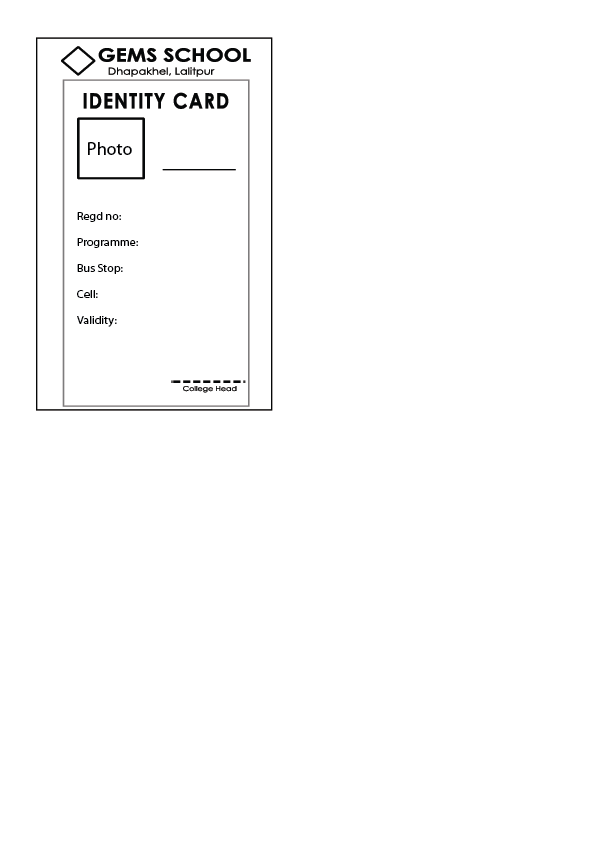 GEMS SCHOOL
Dhapakhel, Lalitpur
IDENTITY CARD
Photo
Regd no:
Programme:
Bus Stop:
Cell:
Validity:
College Head